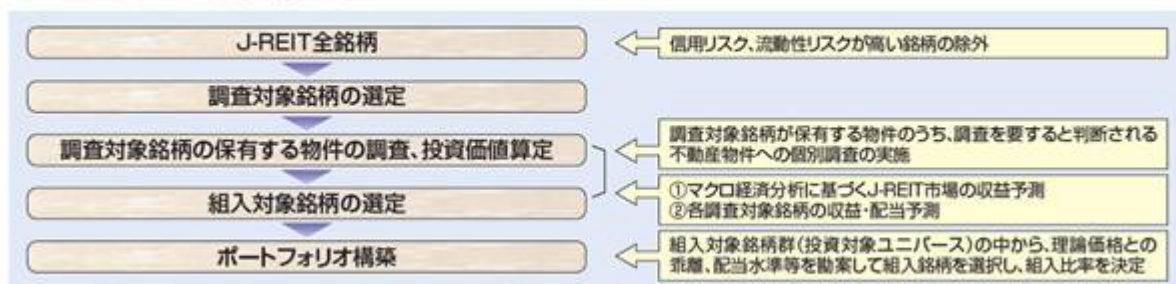 J-REIT全銘柄
信用リスク、流動性リスクが高い銘柄の除外
調査対象銘柄の選定
調査対象銘柄の保有する物件の調査、投資価値算定
調査対象銘柄が保有する物件のうち、調査を要すると判断される
不動産物件への個別調査の実施
組入対象銘柄の選定
①マクロ経済分析に基づくJ-REIT市場の収益予測
②各調査対象銘柄の収益・配当予測
ポートフォリオ構築
組入対象銘柄群(投資対象ユニバース)の中から、理論価格との
乖離、配当水準等を勘案して組入銘柄を選択し、組入比率を決定